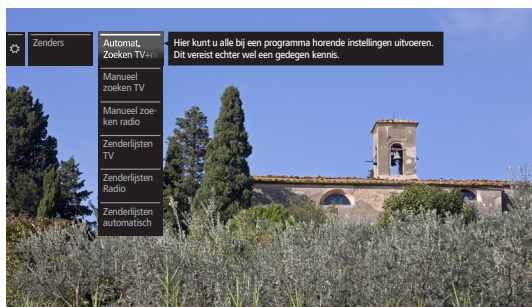 Zenders
Automat.
Zoeken TV+ra
Hier kunt u alle bij een programma horende instellingen uitvoeren.
Dit vereist echter wel een gedegen kennis.
Manueel
zoeken TV
Manueel zoe-
ken radio
Zenderlijsten
TV
Zenderlijsten
Radio
Zenderlijsten
automatisch